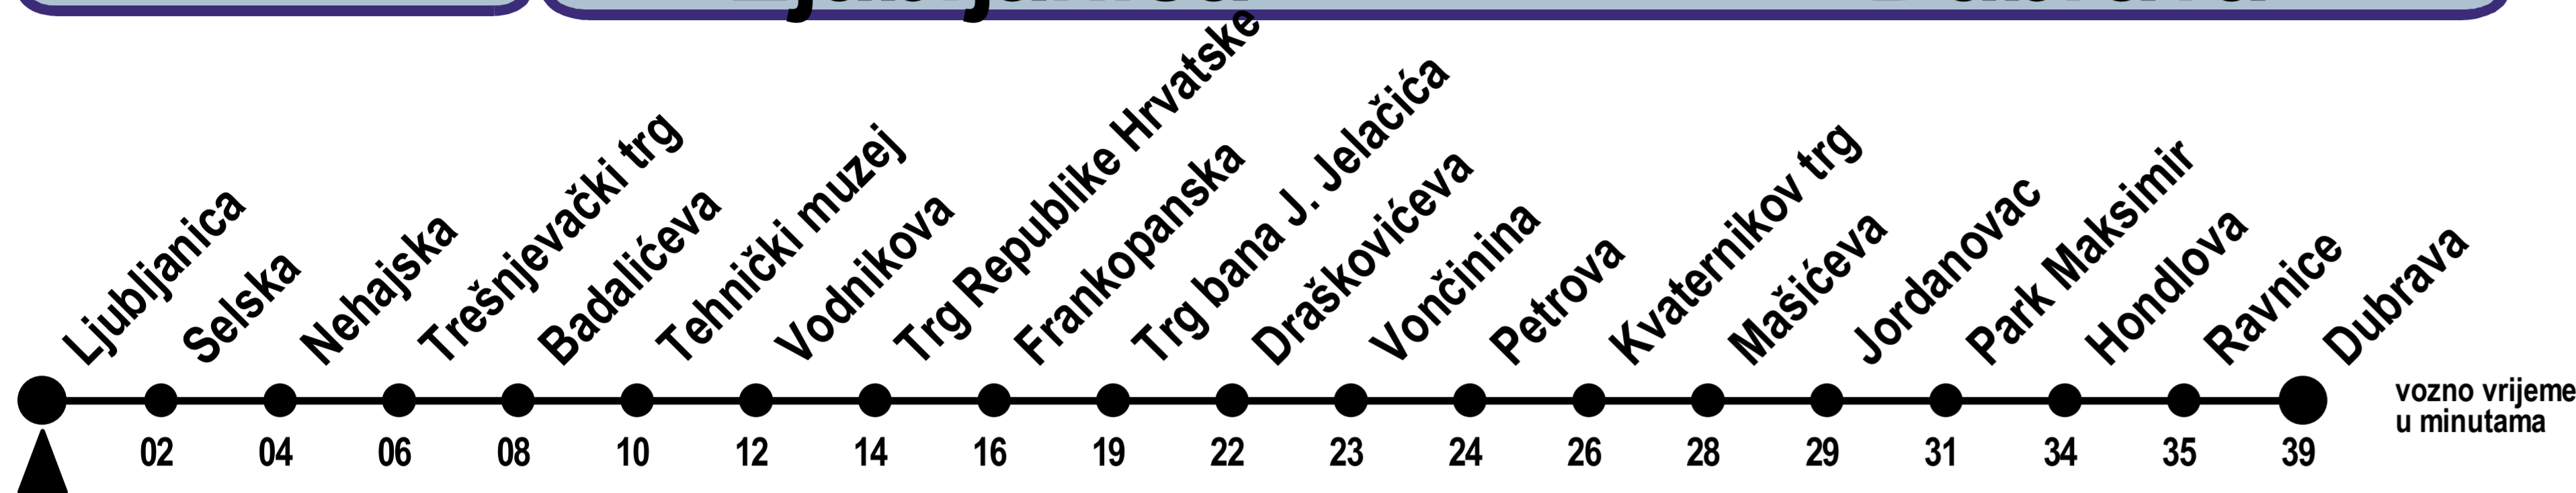 Ljubljanica
Selska
Nehajska
Trešnjevački trg
Badalićeva
Tehnički muzej
Vodnikova
Trg Republike Hrvatske
Frankopanska
Trg bana J. Jelačića
Draškovićeva
Vončinina
Petrova
Kvaternikov trg
Mašićeva
Jordanovac
Park Maksimir
Hondlova
Ravnice
Dubrava
vozno vrijeme
u minutama
02 04 06 08 10 12 14 16 19 22 23 24 26 28 29 31 34 35 39